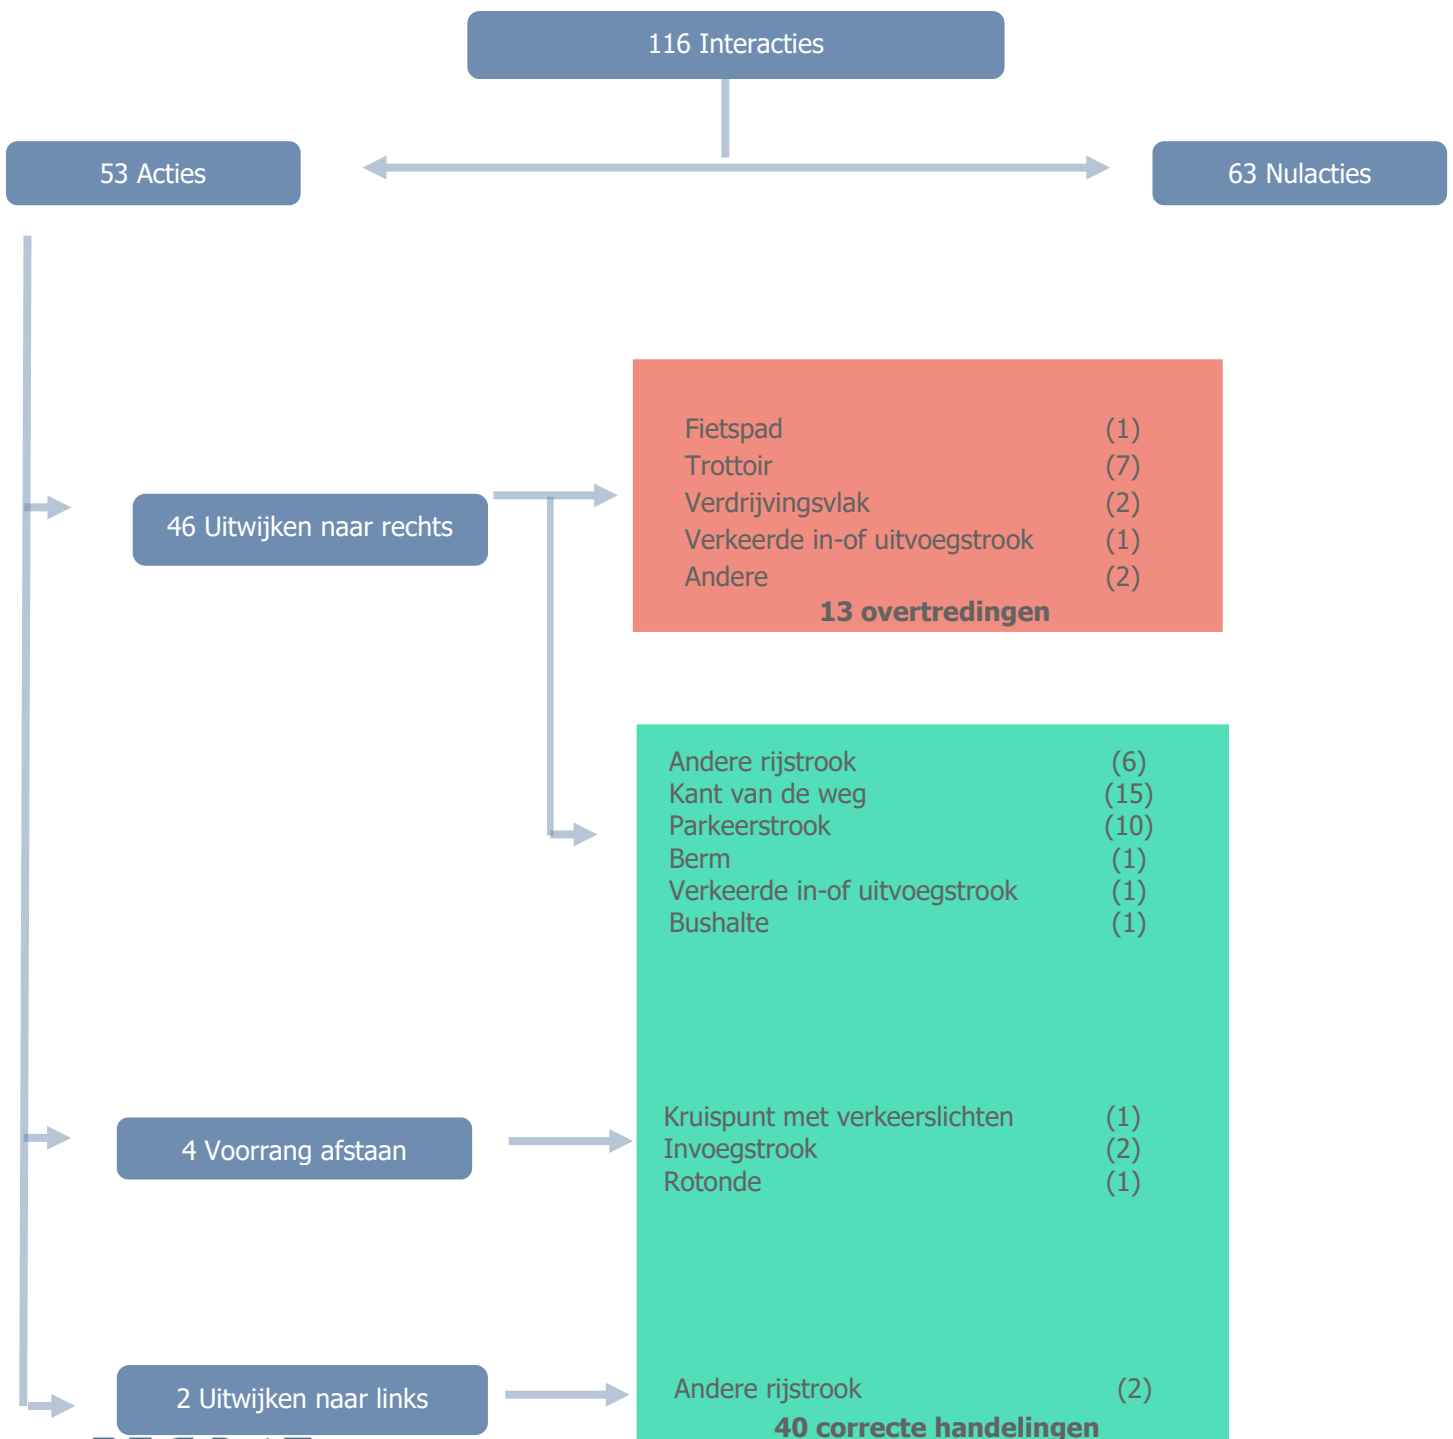 116 Interacties
53 Acties
63 Nulacties
46 Uitwijken naar rechts
Fietspad (1)
Trottoir (7)
Verdrijvingsvlak (2)
Verkeerde in-of uitvoegstrook (1)
Andere (2)
13 overtredingen
Andere rijstrook (6)
Kant van de weg (15)
Parkeerstrook (10)
Berm (1)
Verkeerde in-of uitvoegstrook (1)
Bushalte (1)
4 Voorrang afstaan
Kruispunt met verkeerslichten (1)
Invoegstrook (2)
Rotonde (1)
2 Uitwijken naar links
Andere rijstrook (2)
40 correcte handelingen